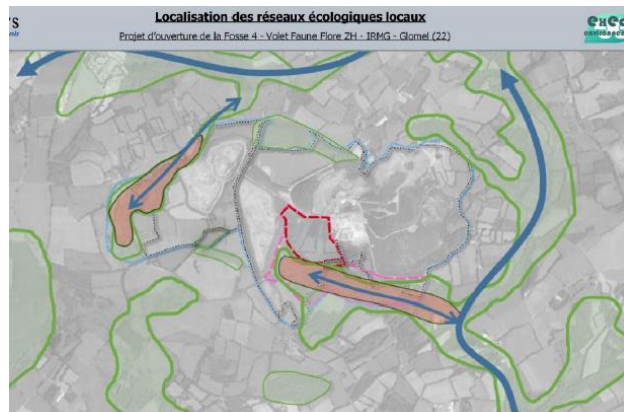 Localisation des réseaux écologiques locaux
Projet d'ouverture de la Fosse 4 - Volet Faune Flore ZH - IRMG - Glomel (22)